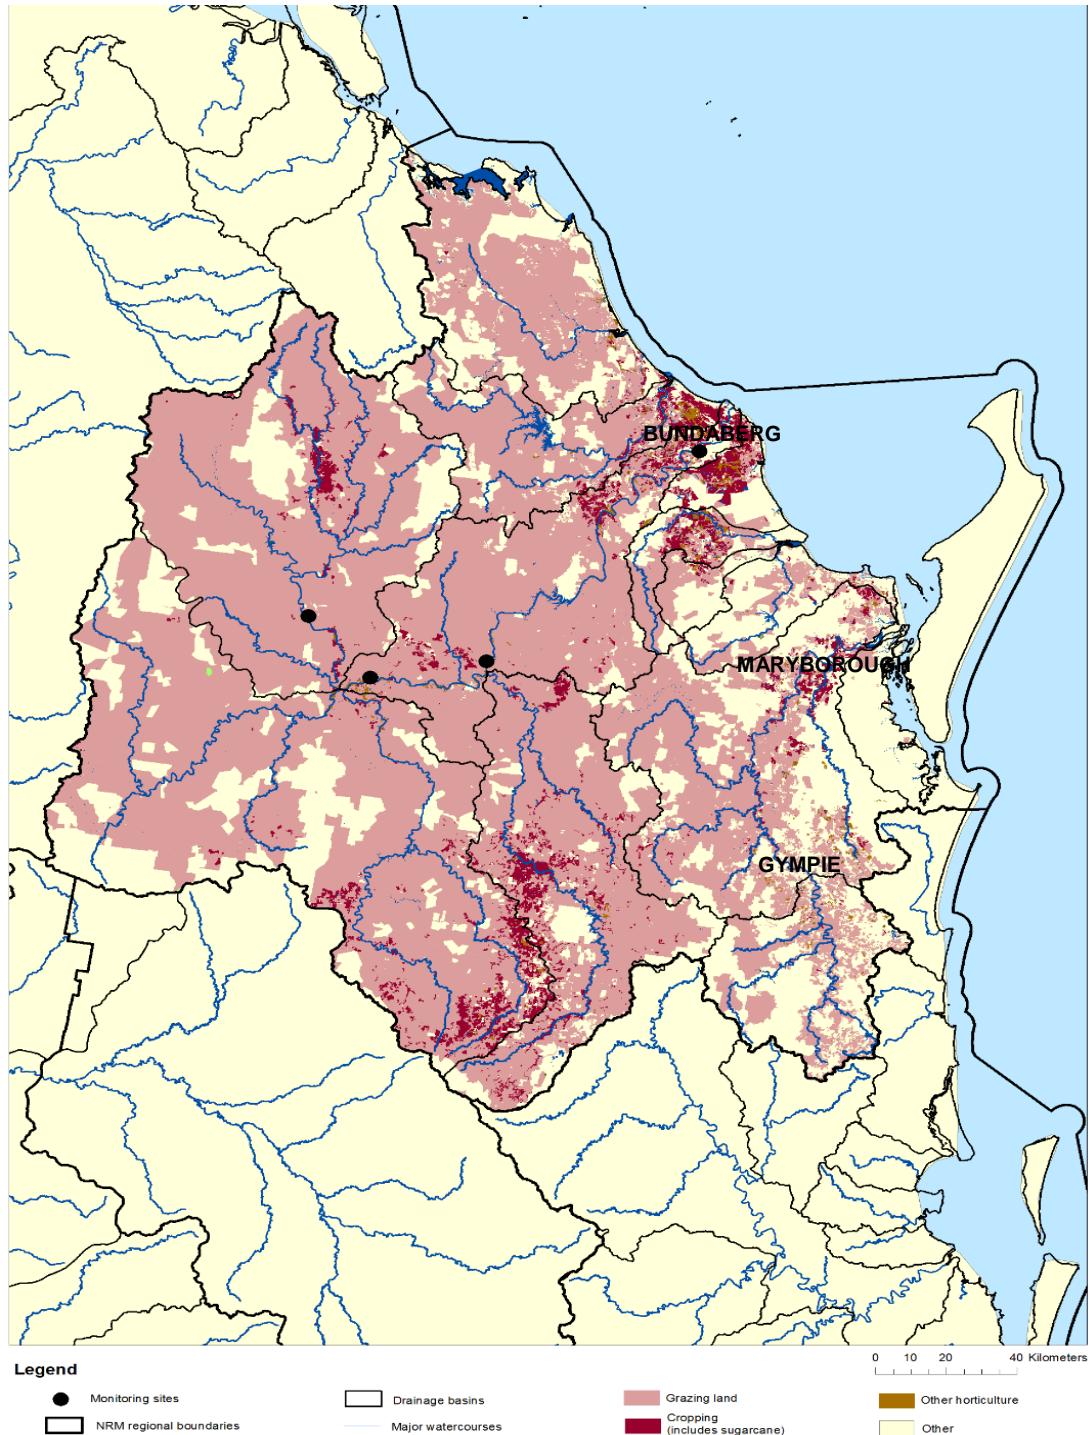 BUNDABERG
MARYBOROUGH
GYMPIE
Legend
0 10 20 40 Kilometers
Monitoring sites
Drainage basins
Grazing land
Other horticulture
NRM regional boundaries
Major watercourses
Cropping
(includes sugarcane)
Other